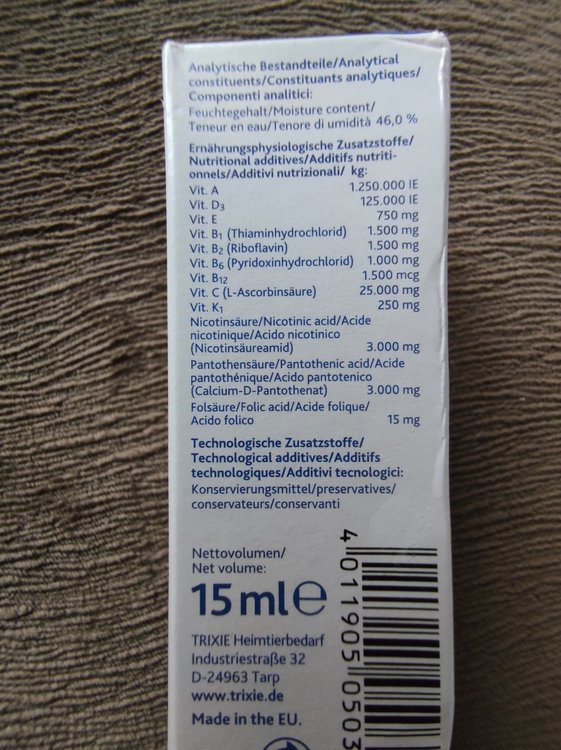 Analytische Bestandteile/Analytical
constituents/Constituants analytiques/
Componenti analitici:
Feuchtegehalt/Moisture content/
Teneur en eau/Tenore di umidità 46,0 %
Ernährungsphysiologische Zusatzstoffe/
Nutritional additives/Additifs nutriti-
onnels/Additivi nutrizionali/ kg:
Vit. A 1.250.000 IE
Vit. D3 125.000 IE
Vit. E 750 mg
Vit. B1 (Thiaminhydrochlorid) 1.500 mg
Vit. B2 (Riboflavin) 1.500 mg
Vit. B6 (Pyridoxinhydrochlorid) 1.000 mg
Vit. B12 1.500 mcg
Vit. C (L-Ascorbinsäure) 25.000 mg
Vit. K1 250 mg
Nicotinsäure/Nicotinic acid/Acide
nicotinique/Acido nicotinico
(Nicotinsäureamid) 3.000 mg
Pantothensäure/Pantothenic acid/Acide
pantothénique/Acido pantotenico
(Calcium-D-Pantothenat) 3.000 mg
Folsäure/Folic acid/Acide folique/
Acido folico 15 mg
Technologische Zusatzstoffe/
Technological additives/Additifs
technologiques/Additivi tecnologici:
Konservierungsmittel/preservatives/
conservateurs/conservanti
Nettovolumen/
Net volume:
15 ml e
TRIXIE Heimtierbedarf
Industriestraße 32
D-24963 Tarp
www.trixie.de
Made in the EU.
4 011905 0503